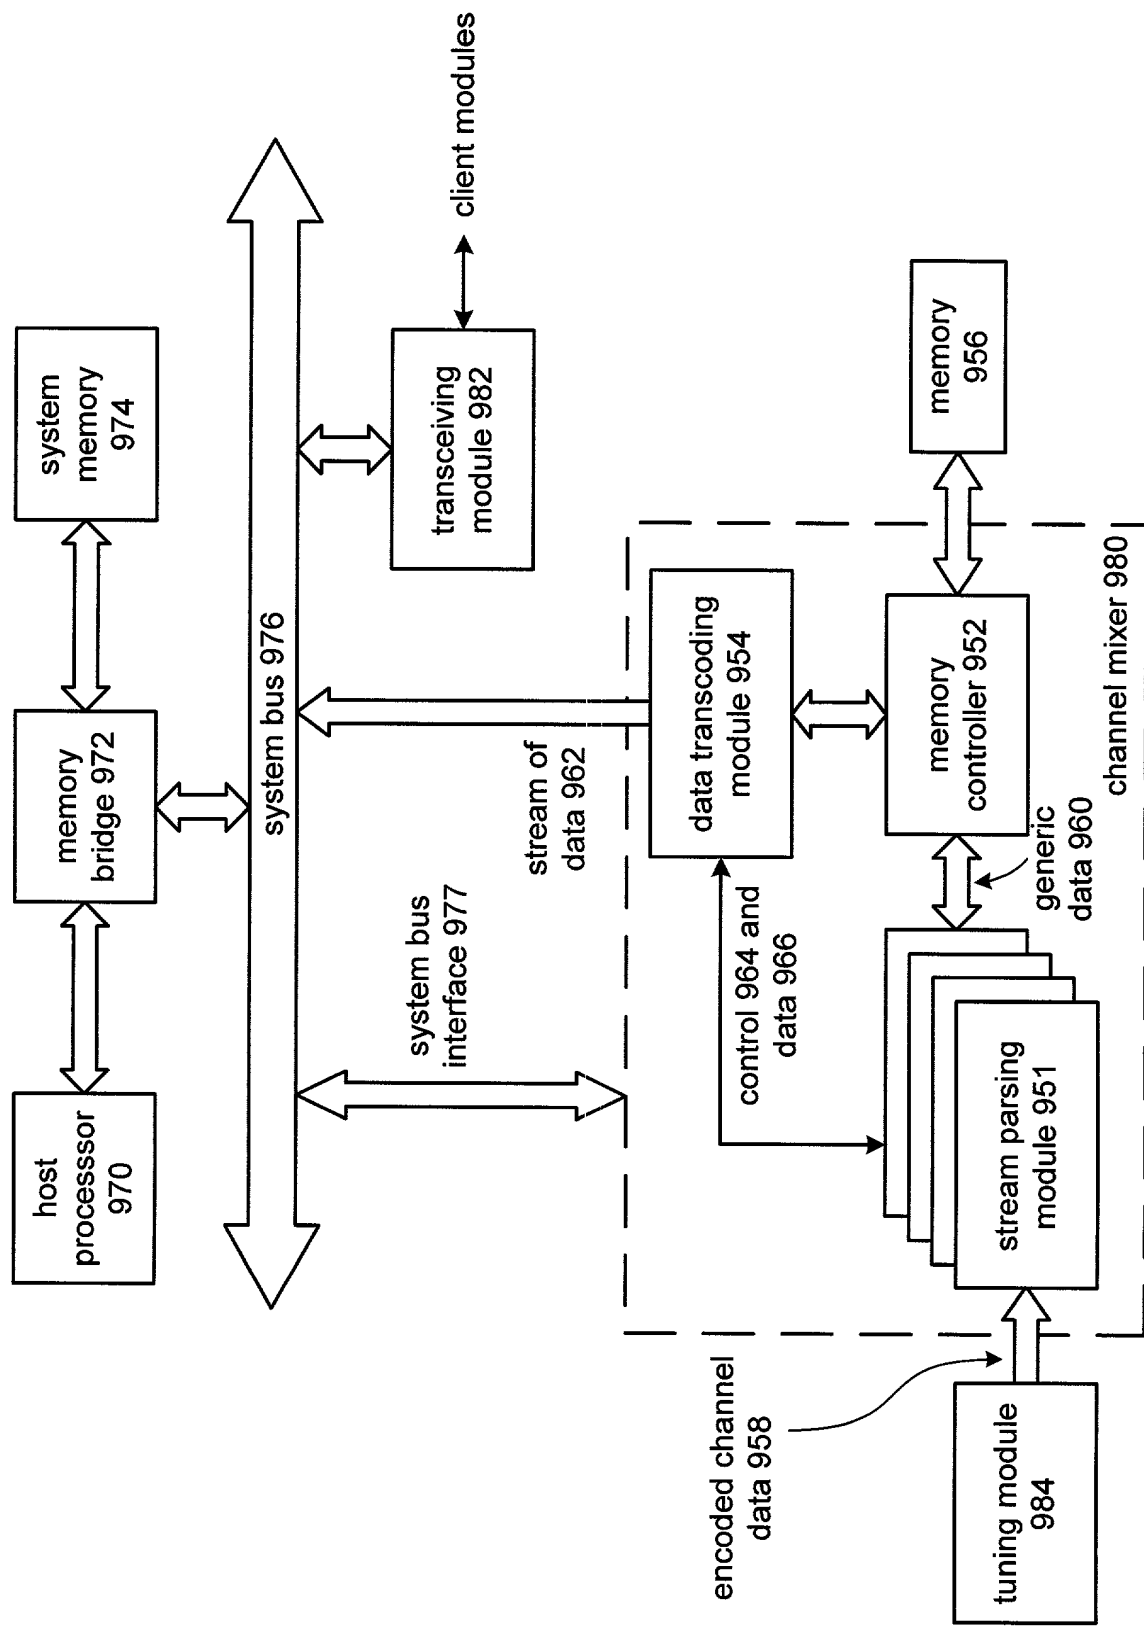 host
processsor
970
memory
bridge 972
system
memory
974
system bus 976
system bus
interface 977
stream of
data 962
transceiving
module 982
client modules
data transcoding
module 954
control 964 and
data 966
memory
controller 952
memory
956
generic
data 960
channel mixer 980
stream parsing
module 951
encoded channel
data 958
tuning module
984